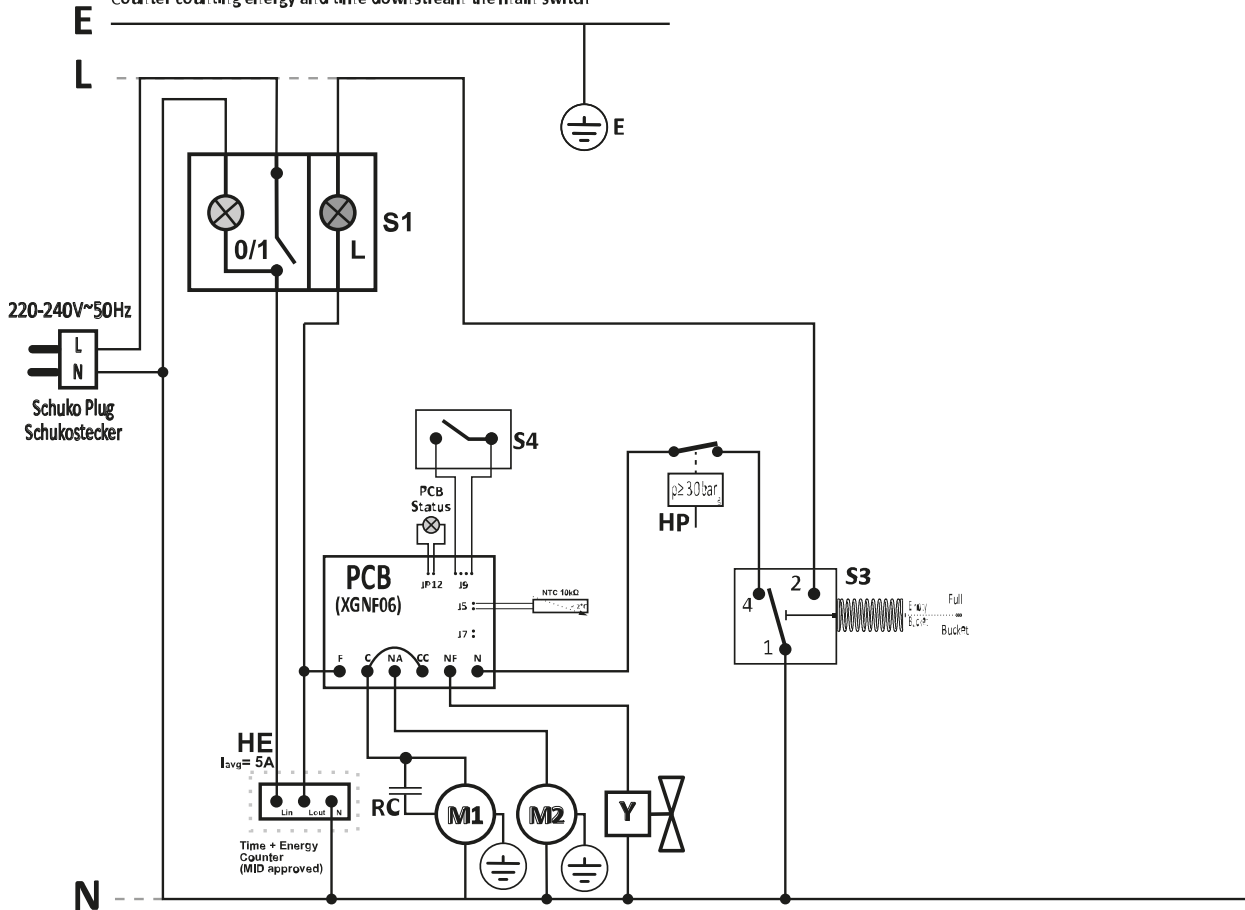 Counter counting energy and time downstream the main switch
E
L
E
0/1
L
S1
220-240V~50Hz
L
N
Schuko Plug
Schukostecker
S4
PCB
Status
p≥30bar
HP
PCB
(XGNF06)
JP12
J9
J5
NTC 10kΩ
J7
F
C
NA
CC
NF
N
S3
4
2
1
Empty
Bucket
Full
Bucket
HE
Iavg= 5A
Lin
Lout
N
RC
M1
M2
Y
Time + Energy
Counter
(MID approved)
N